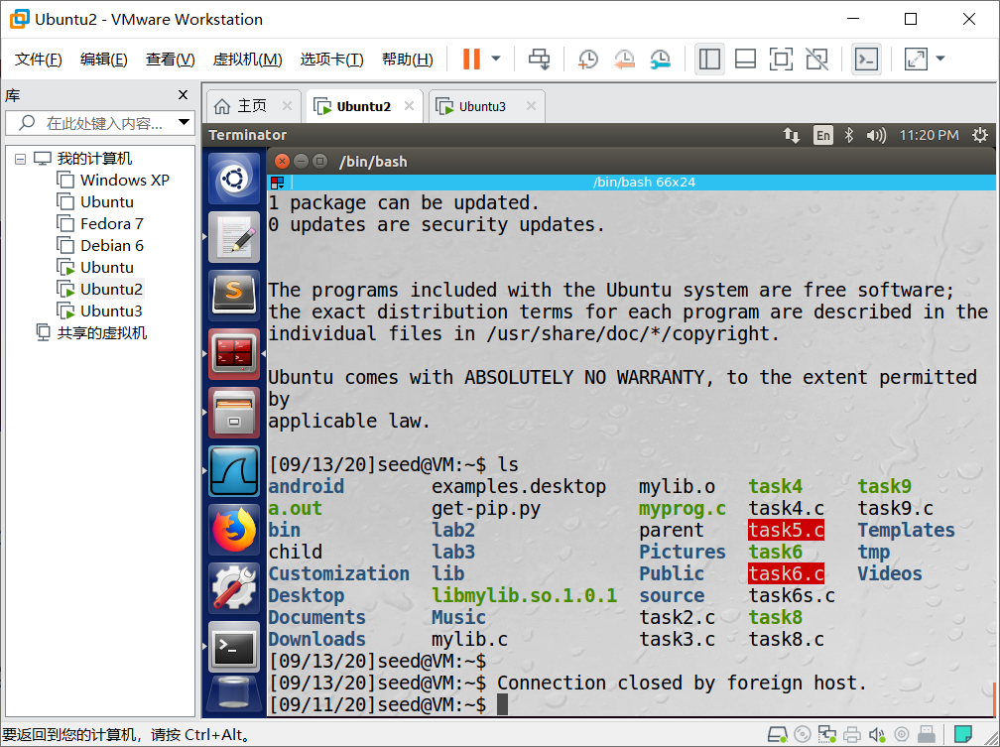 Ubuntu2 - VMware Workstation
文件(F) 编辑(E) 查看(V) 虚拟机(M) 选项卡(T) 帮助(H)
库
在此处键入内容...
我的计算机
Windows XP
Ubuntu
Fedora 7
Debian 6
Ubuntu
Ubuntu2
Ubuntu3
共享的虚拟机
主页 Ubuntu2 Ubuntu3
Terminator En 11:20 PM
/bin/bash
/bin/bash 66x24
1 package can be updated.
0 updates are security updates.
The programs included with the Ubuntu system are free software;
the exact distribution terms for each program are described in the
individual files in /usr/share/doc/*/copyright.
Ubuntu comes with ABSOLUTELY NO WARRANTY, to the extent permitted
by
applicable law.
[09/13/20]seed@VM:~$ ls
android examples.desktop mylib.o task4 task9
a.out get-pip.py myprog.c task4.c task9.c
bin lab2 parent task5.c Templates
child lab3 Pictures task6 tmp
Customization lib Public task6.c Videos
Desktop libmylib.so.1.0.1 source task6s.c
Documents Music task2.c task8
Downloads mylib.c task3.c task8.c
[09/13/20]seed@VM:~$
[09/13/20]seed@VM:~$ Connection closed by foreign host.
[09/11/20]seed@VM:~$
要返回到您的计算机，请按 Ctrl+Alt。